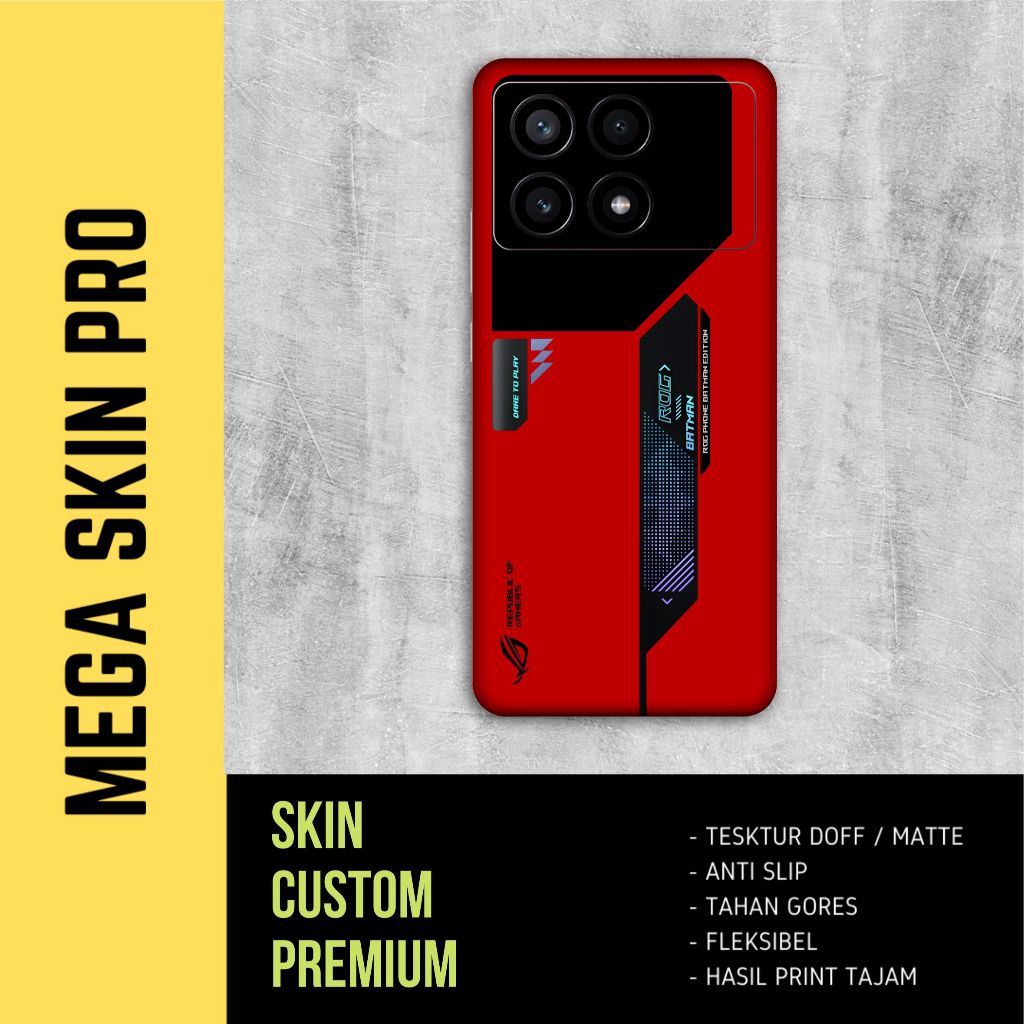 MEGA SKIN PRO
DARE TO PLAY
ROG
BATMAN
ROG PHONE BATMAN EDITION
REPUBLIC OF
GAMERS
SKIN
CUSTOM
PREMIUM
- TESKTUR DOFF / MATTE
- ANTI SLIP
- TAHAN GORES
- FLEKSIBEL
- HASIL PRINT TAJAM